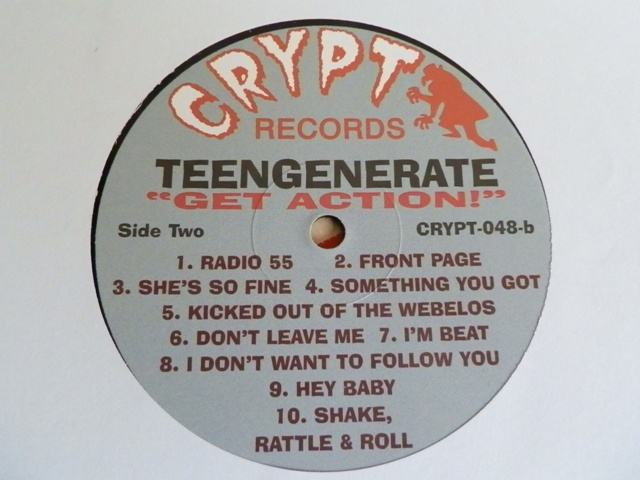 CRYPT
RECORDS
TEENGENERATE
“GET ACTION!”
Side Two CRYPT-048-b
1. RADIO 55 2. FRONT PAGE
3. SHE'S SO FINE 4. SOMETHING YOU GOT
5. KICKED OUT OF THE WEBELOS
6. DON'T LEAVE ME 7. I'M BEAT
8. I DON'T WANT TO FOLLOW YOU
9. HEY BABY
10. SHAKE,
RATTLE & ROLL